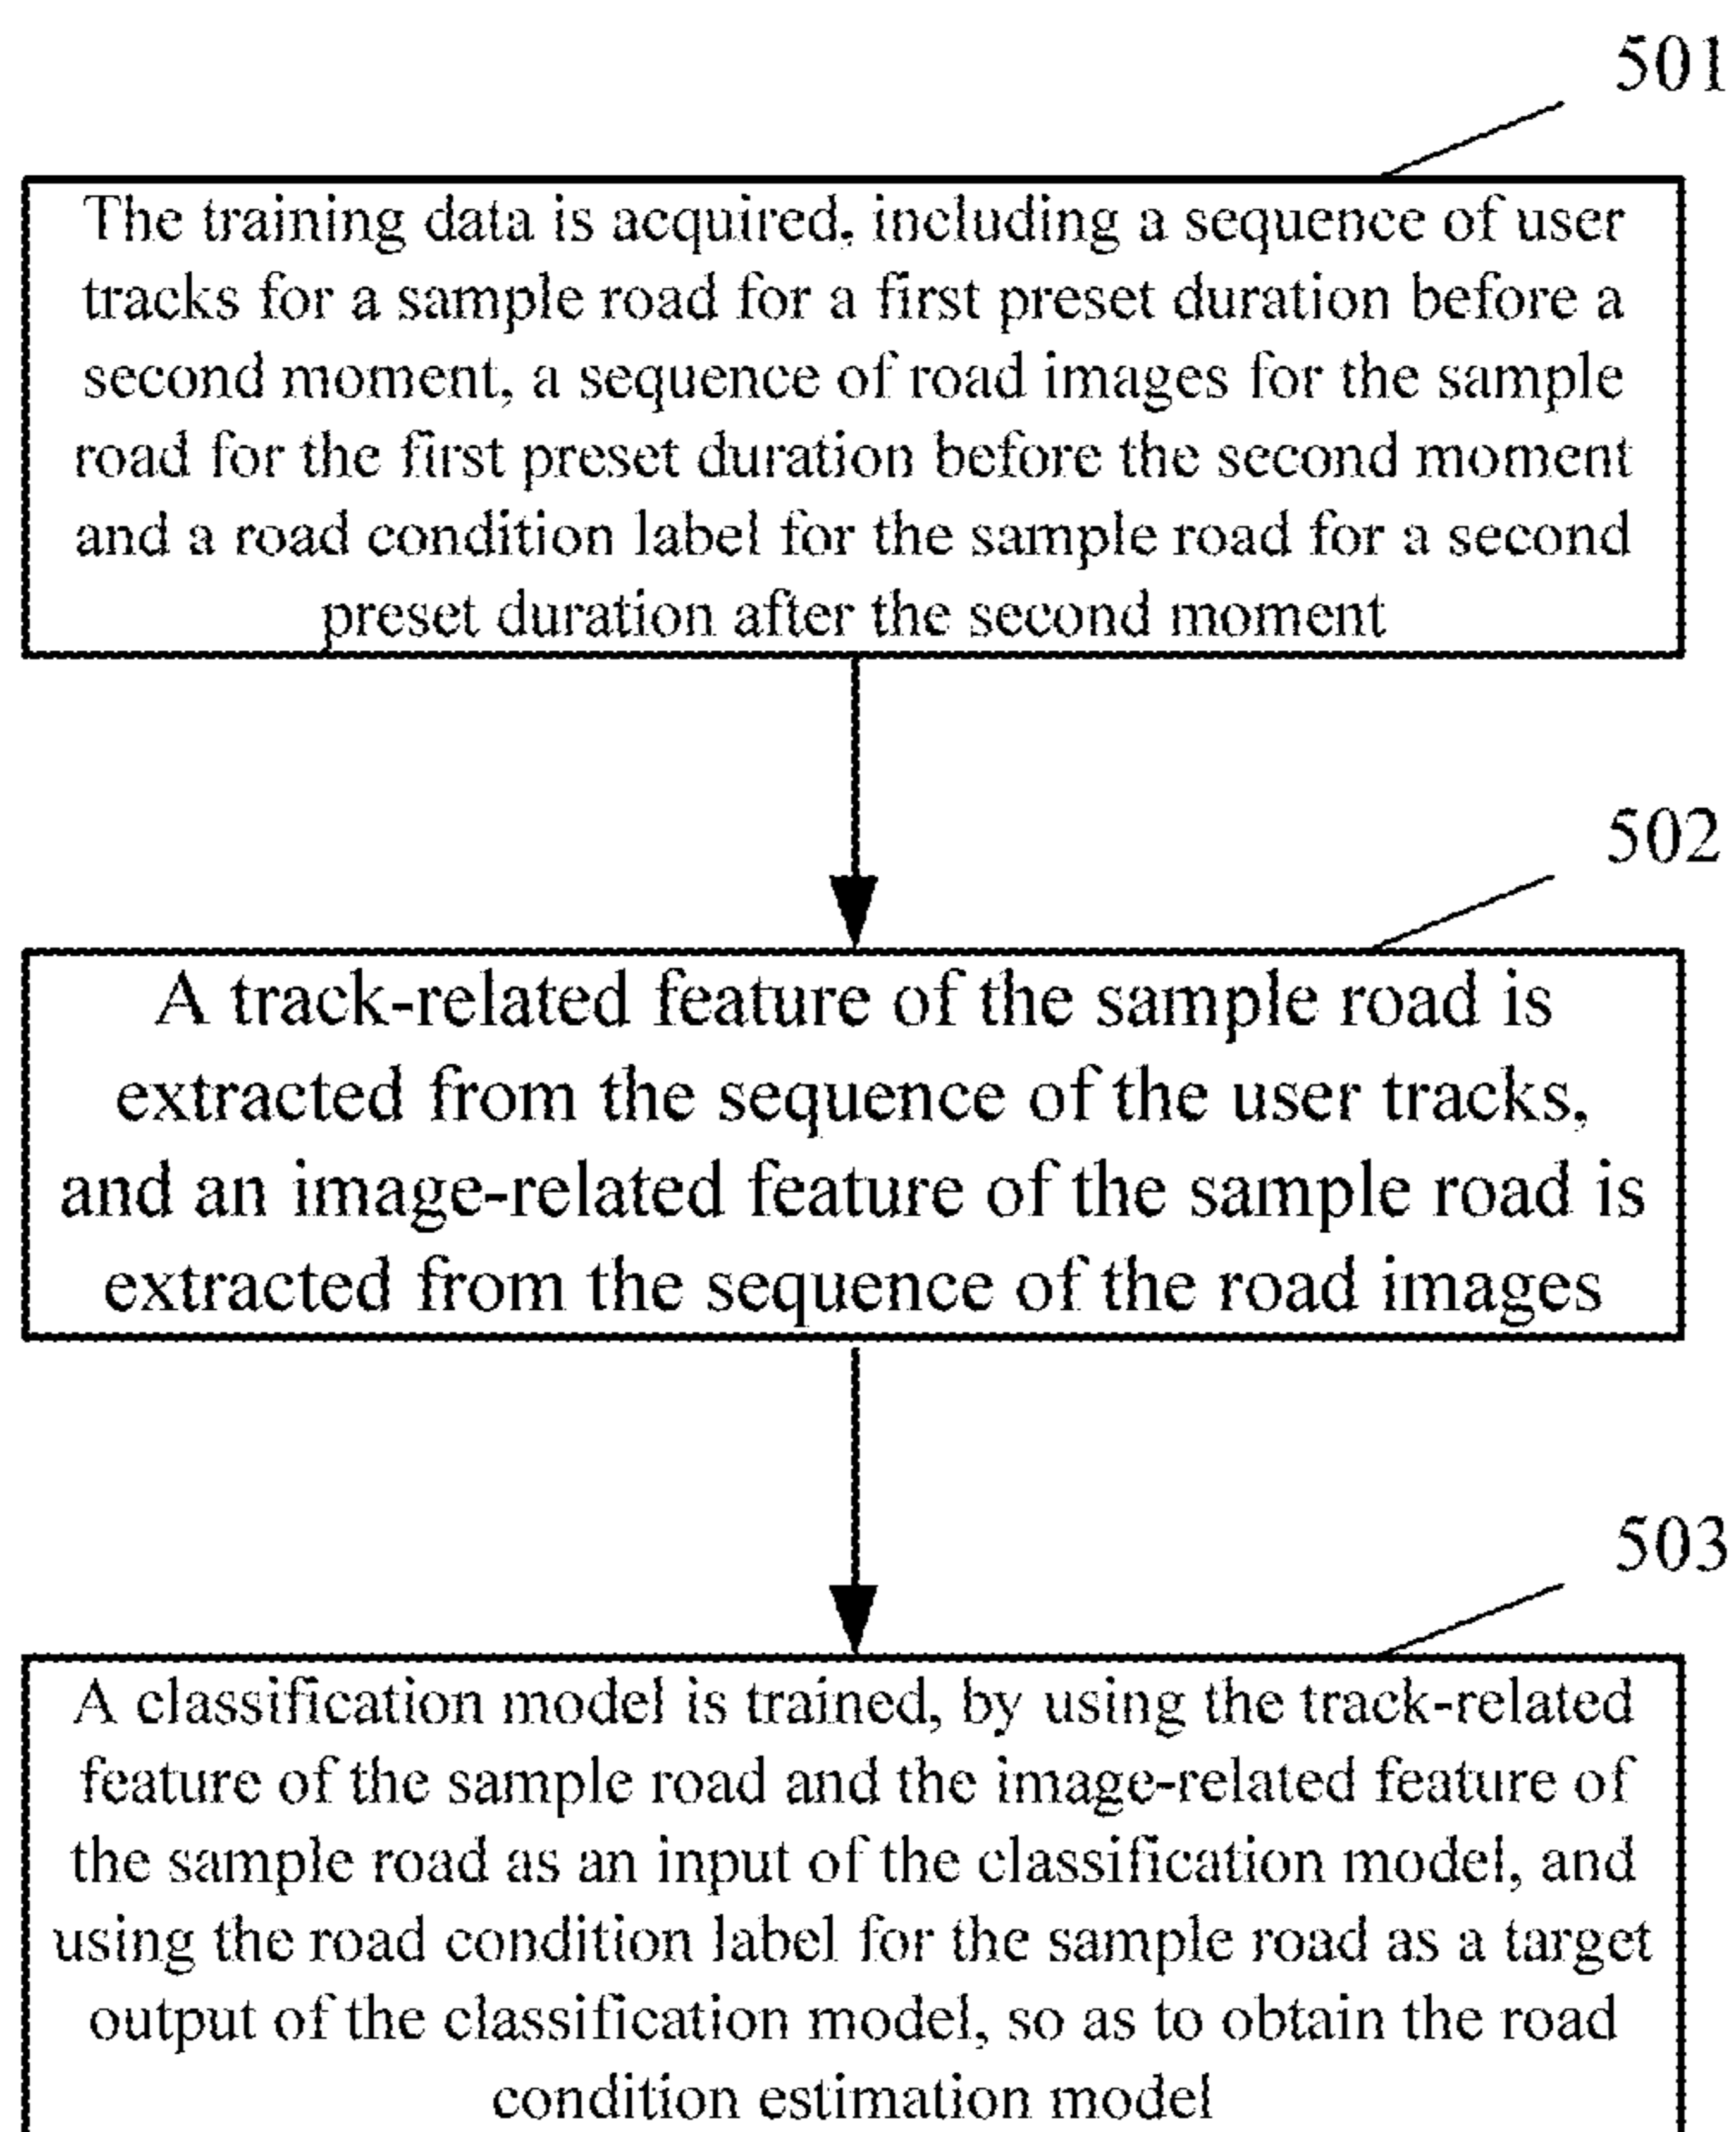 501
The training data is acquired, including a sequence of user
tracks for a sample road for a first preset duration before a
second moment, a sequence of road images for the sample
road for the first preset duration before the second moment
and a road condition label for the sample road for a second
preset duration after the second moment
502
A track-related feature of the sample road is
extracted from the sequence of the user tracks,
and an image-related feature of the sample road is
extracted from the sequence of the road images
503
A classification model is trained, by using the track-related
feature of the sample road and the image-related feature of
the sample road as an input of the classification model, and
using the road condition label for the sample road as a target
output of the classification model, so as to obtain the road
condition estimation model